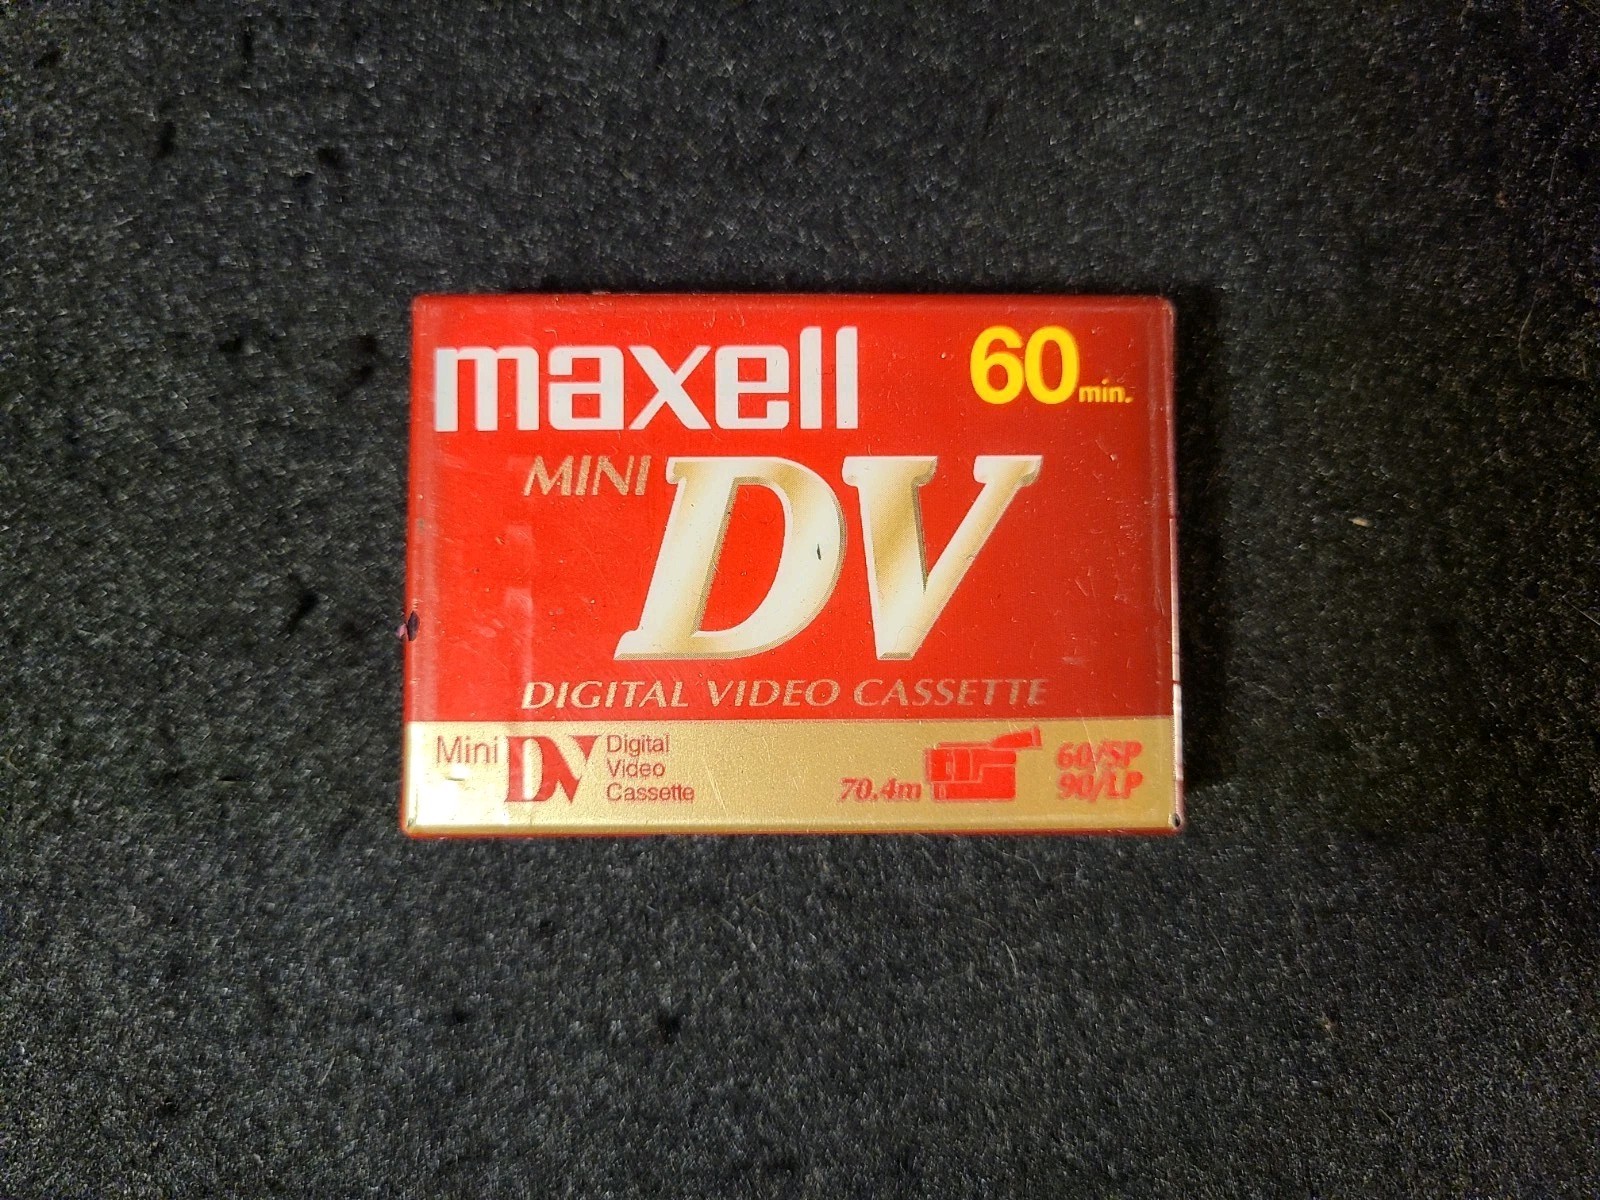 maxell 60 min.
MINI DV
DIGITAL VIDEO CASSETTE
Mini DV Digital
Video
Cassette
70.4m
60/SP
90/LP